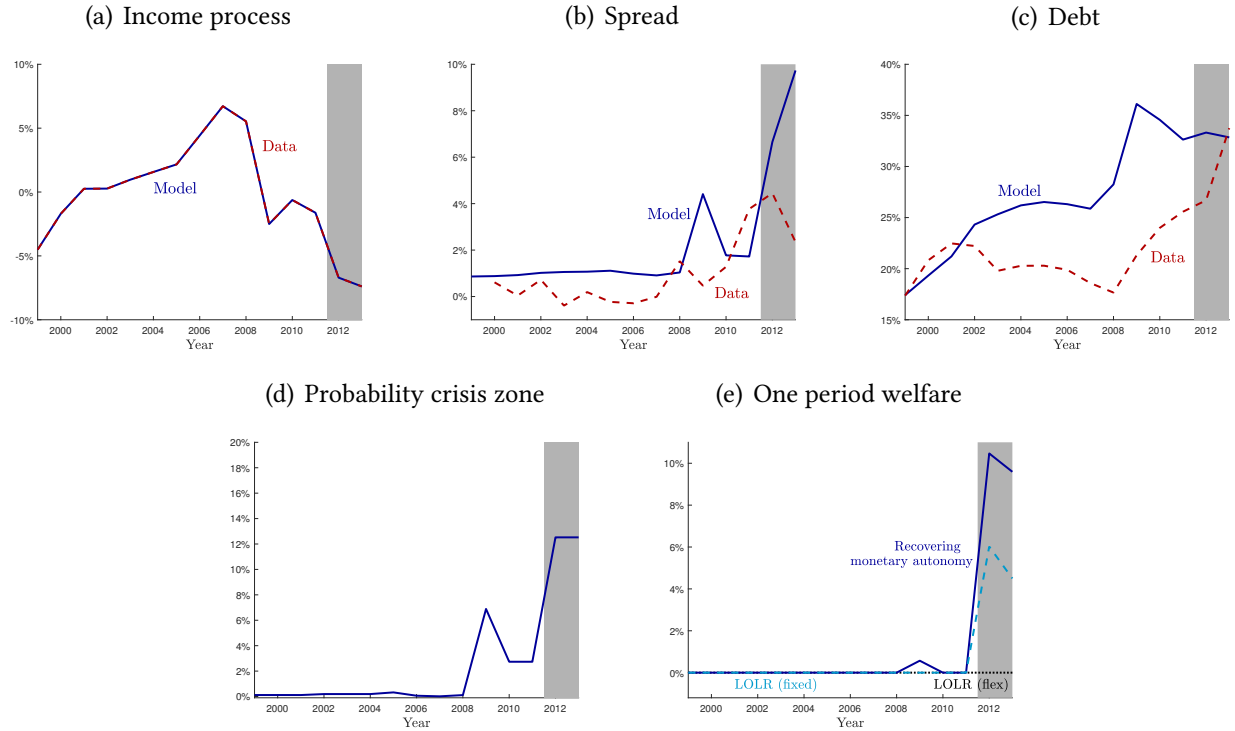 (a) Income process
(b) Spread
(c) Debt
10%
5%
0%
-5%
-10%
2000 2002 2004 2006 2008 2010 2012
Year
Data
Model
10%
8%
6%
4%
2%
0%
2000 2002 2004 2006 2008 2010 2012
Year
Model
Data
40%
35%
30%
25%
20%
15%
2000 2002 2004 2006 2008 2010 2012
Year
Model
Data
(d) Probability crisis zone
(e) One period welfare
20%
18%
16%
14%
12%
10%
8%
6%
4%
2%
0%
2000 2002 2004 2006 2008 2010 2012
Year
10%
8%
6%
4%
2%
0%
Recovering
monetary autonomy
LOLR (fixed)
LOLR (flex)
2000 2002 2004 2006 2008 2010 2012
Year